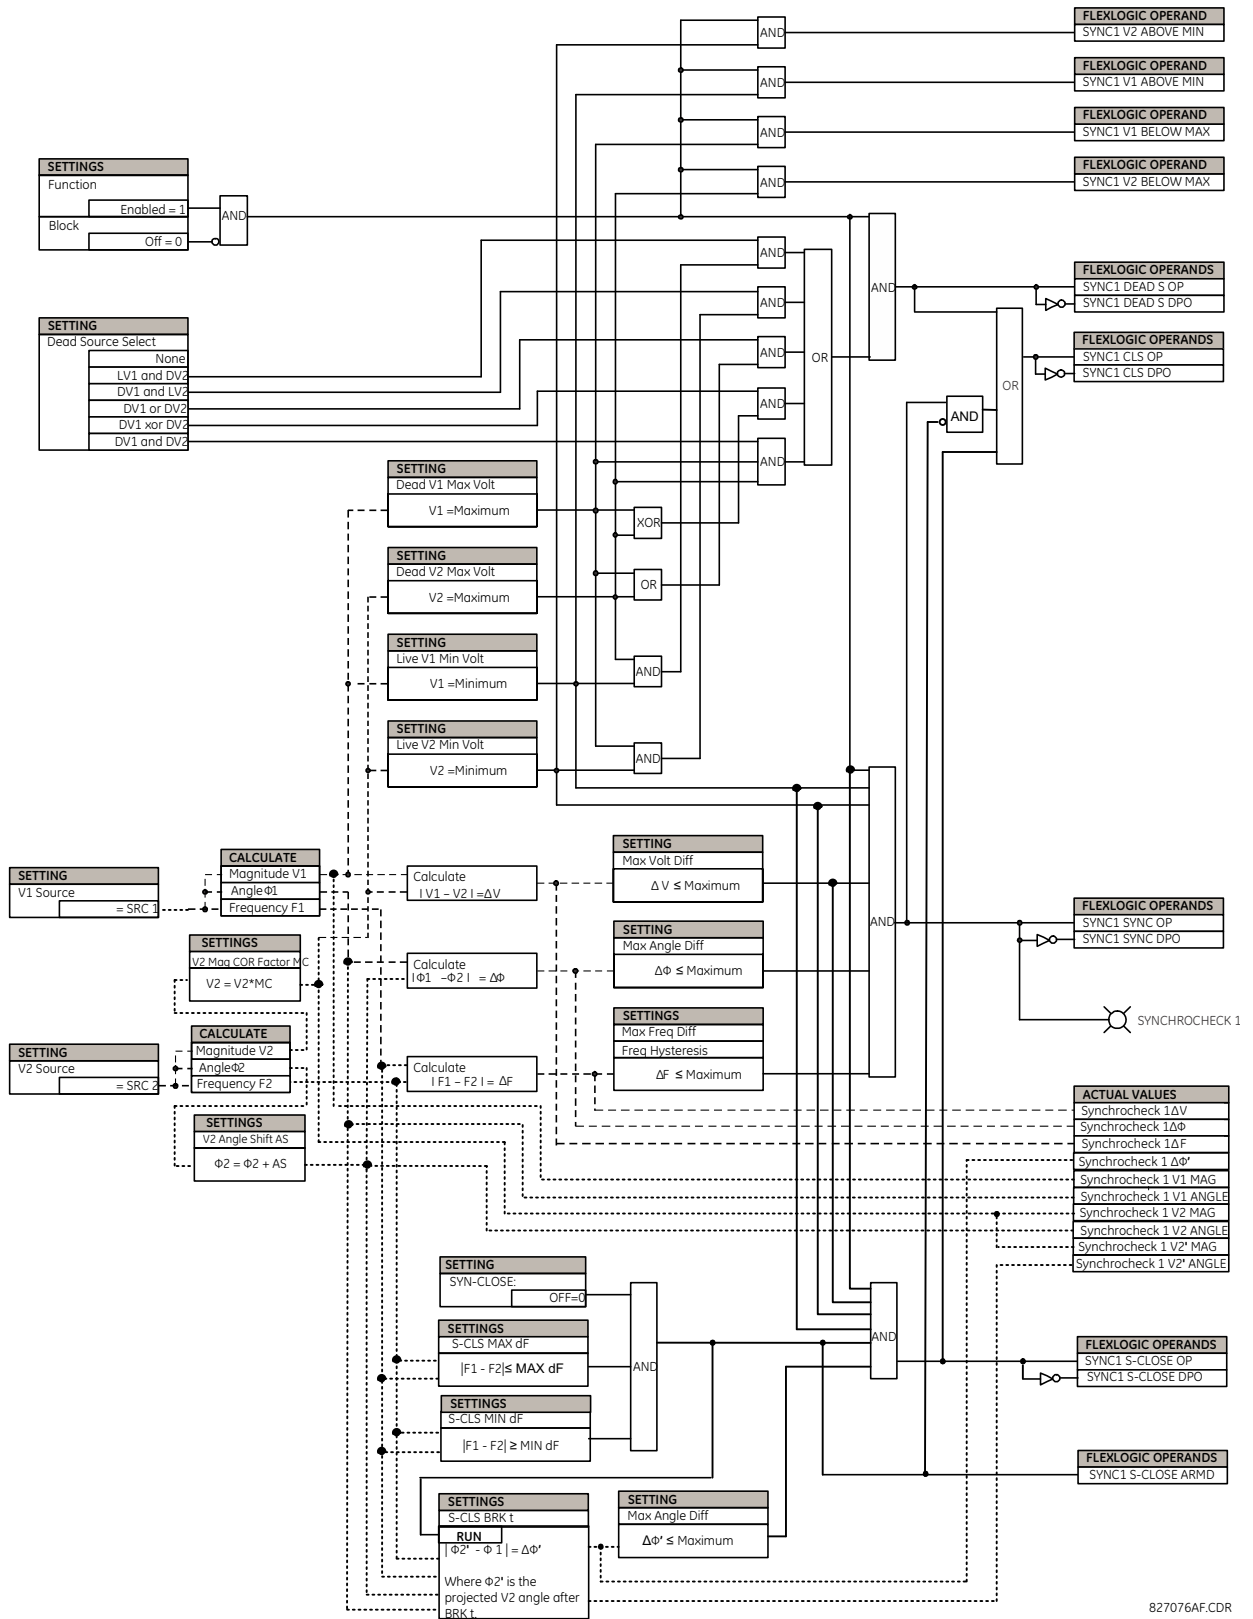 FLEXLOGIC OPERAND
SYNC1 V2 ABOVE MIN
AND
FLEXLOGIC OPERAND
SYNC1 V1 ABOVE MIN
AND
FLEXLOGIC OPERAND
SYNC1 V1 BELOW MAX
AND
FLEXLOGIC OPERAND
SYNC1 V2 BELOW MAX
AND
SETTINGS
Function
Enabled = 1
Block
Off = 0
AND
AND
AND
AND
AND
AND
OR
AND
FLEXLOGIC OPERANDS
SYNC1 DEAD S OP
SYNC1 DEAD S DPO
FLEXLOGIC OPERANDS
SYNC1 CLS OP
SYNC1 CLS DPO
OR
AND
SETTING
Dead Source Select
None
LV1 and DV2
DV1 and LV2
DV1 or DV2
DV1 xor DV2
DV1 and DV2
SETTING
Dead V1 Max Volt
V1 =Maximum
XOR
SETTING
Dead V2 Max Volt
V2 =Maximum
OR
SETTING
Live V1 Min Volt
V1 =Minimum
AND
SETTING
Live V2 Min Volt
V2 =Minimum
AND
SETTING
V1 Source
= SRC 1
CALCULATE
Magnitude V1
Angle Φ1
Frequency F1
Calculate
I V1 – V2 I =ΔV
SETTING
Max Volt Diff
Δ V ≤ Maximum
SETTINGS
V2 Mag COR Factor MC
V2 = V2*MC
Calculate
I Φ1 –Φ2 I = ΔΦ
SETTING
Max Angle Diff
ΔΦ ≤ Maximum
AND
FLEXLOGIC OPERANDS
SYNC1 SYNC OP
SYNC1 SYNC DPO
SYNCHROCHECK 1
SETTING
V2 Source
= SRC 2
CALCULATE
Magnitude V2
AngleΦ2
Frequency F2
Calculate
I F1 – F2 I = ΔF
SETTINGS
Max Freq Diff
Freq Hysteresis
ΔF ≤ Maximum
SETTINGS
V2 Angle Shift AS
Φ2 = Φ2 + AS
ACTUAL VALUES
Synchrocheck 1ΔV
Synchrocheck 1ΔΦ
Synchrocheck 1ΔF
Synchrocheck 1 ΔΦ'
Synchrocheck 1 V1 MAG
Synchrocheck 1 V1 ANGLE
Synchrocheck 1 V2 MAG
Synchrocheck 1 V2 ANGLE
Synchrocheck 1 V2' MAG
Synchrocheck 1 V2' ANGLE
SETTING
SYN-CLOSE:
OFF=0
SETTINGS
S-CLS MAX dF
|F1 - F2|≤ MAX dF
SETTINGS
S-CLS MIN dF
|F1 - F2| ≥ MIN dF
AND
AND
FLEXLOGIC OPERANDS
SYNC1 S-CLOSE OP
SYNC1 S-CLOSE DPO
FLEXLOGIC OPERANDS
SYNC1 S-CLOSE ARMD
SETTINGS
S-CLS BRK t
RUN
| Φ2' - Φ 1 | = ΔΦ'
Where Φ2' is the
projected V2 angle after
BRK t.
SETTING
Max Angle Diff
ΔΦ' ≤ Maximum
827076AF.CDR